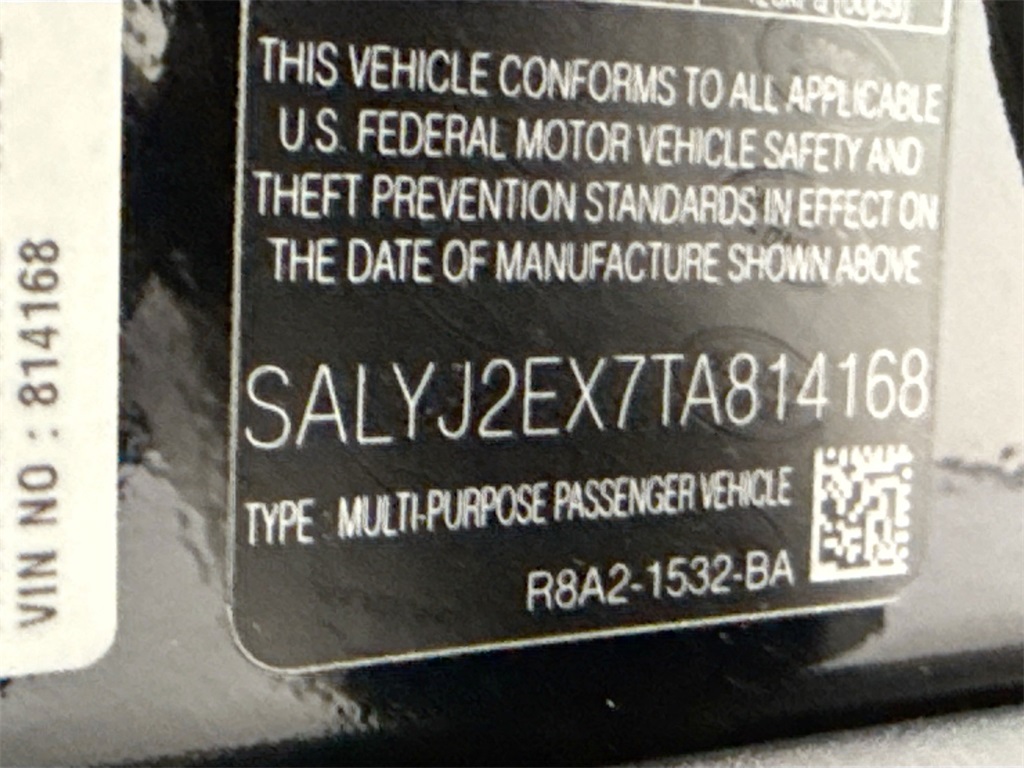 THIS VEHICLE CONFORMS TO ALL APPLICABLE
U.S. FEDERAL MOTOR VEHICLE SAFETY AND
THEFT PREVENTION STANDARDS IN EFFECT ON
THE DATE OF MANUFACTURE SHOWN ABOVE
SALYJ2EX7TA814168
TYPE : MULTI-PURPOSE PASSENGER VEHICLE
R8A2-1532-BA
VIN NO : 814168